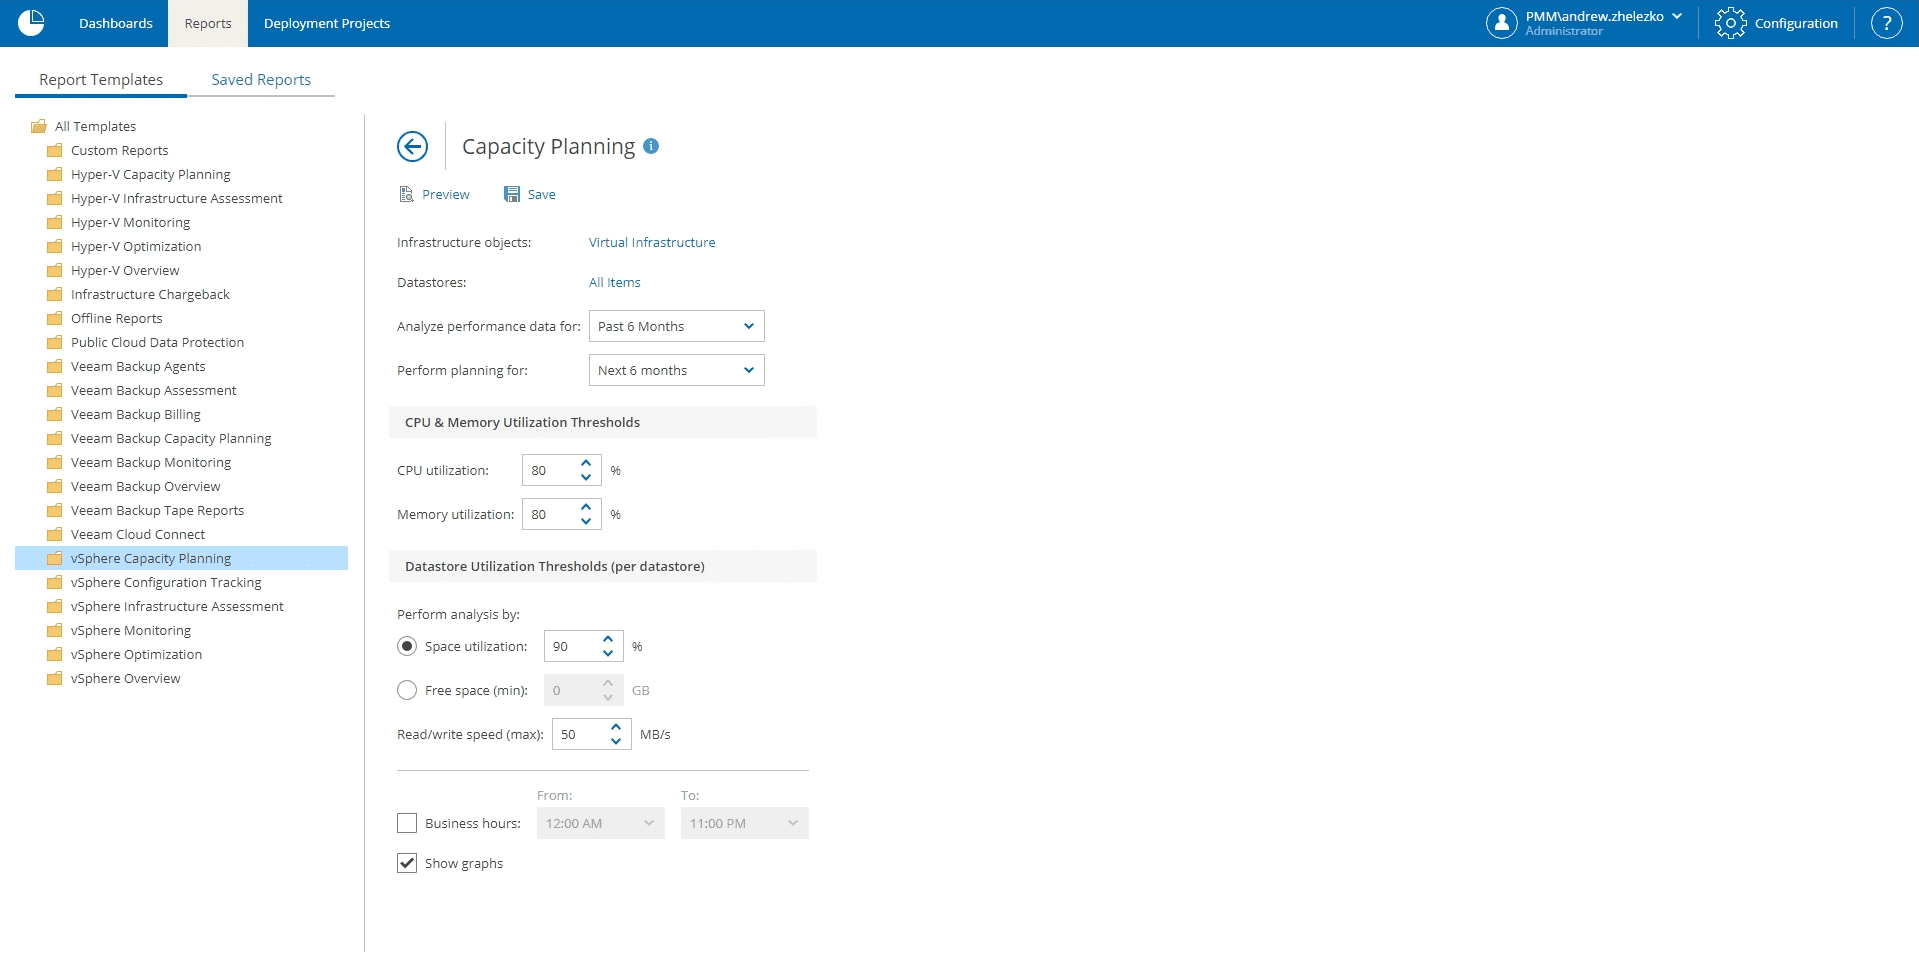 Dashboards
Reports
Deployment Projects
PMM\andrew.zhelezko
Administrator
Configuration
?
Report Templates
Saved Reports
All Templates
Custom Reports
Hyper-V Capacity Planning
Hyper-V Infrastructure Assessment
Hyper-V Monitoring
Hyper-V Optimization
Hyper-V Overview
Infrastructure Chargeback
Offline Reports
Public Cloud Data Protection
Veeam Backup Agents
Veeam Backup Assessment
Veeam Backup Billing
Veeam Backup Capacity Planning
Veeam Backup Monitoring
Veeam Backup Overview
Veeam Backup Tape Reports
Veeam Cloud Connect
vSphere Capacity Planning
vSphere Configuration Tracking
vSphere Infrastructure Assessment
vSphere Monitoring
vSphere Optimization
vSphere Overview
Capacity Planning i
Preview Save
Infrastructure objects: Virtual Infrastructure
Datastores: All Items
Analyze performance data for: Past 6 Months
Perform planning for: Next 6 months
CPU & Memory Utilization Thresholds
CPU utilization: 80 %
Memory utilization: 80 %
Datastore Utilization Thresholds (per datastore)
Perform analysis by:
Space utilization: 90 %
Free space (min): 0 GB
Read/write speed (max): 50 MB/s
From: To:
Business hours: 12:00 AM 11:00 PM
Show graphs